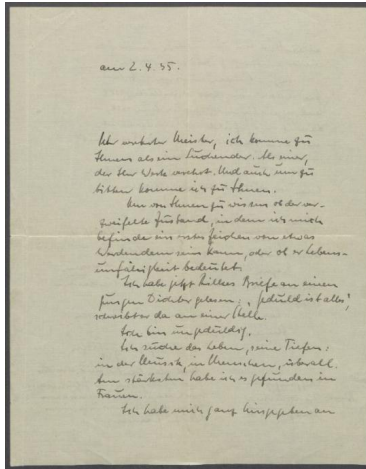 am 2.4.35.
Sehr verehrter Meister, ich komme zu
Ihnen als ein Suchender. Als einer,
der Ihre Werke verehrt. Und auch um zu
bitten komme ich zu Ihnen.
Um von Ihnen zu wissen ob der ver-
zweifelte Zustand, in dem ich mich
befinde ein erstes Zeichen von etwas
Werdendem sein kann, oder ob er Lebens-
unfähigkeit bedeutet.
Ich habe jetzt Rilkes Briefe an einen
jungen Dichter gelesen. „Geduld ist alles“,
schreibt er da an einer Stelle.
Ich bin ungeduldig.
Ich suche das Leben, seine Tiefen:
in der Musik, in Menschen, überall.
Am stärksten habe ich es gefunden in
Frauen.
Ich habe mich ganz hingegeben an